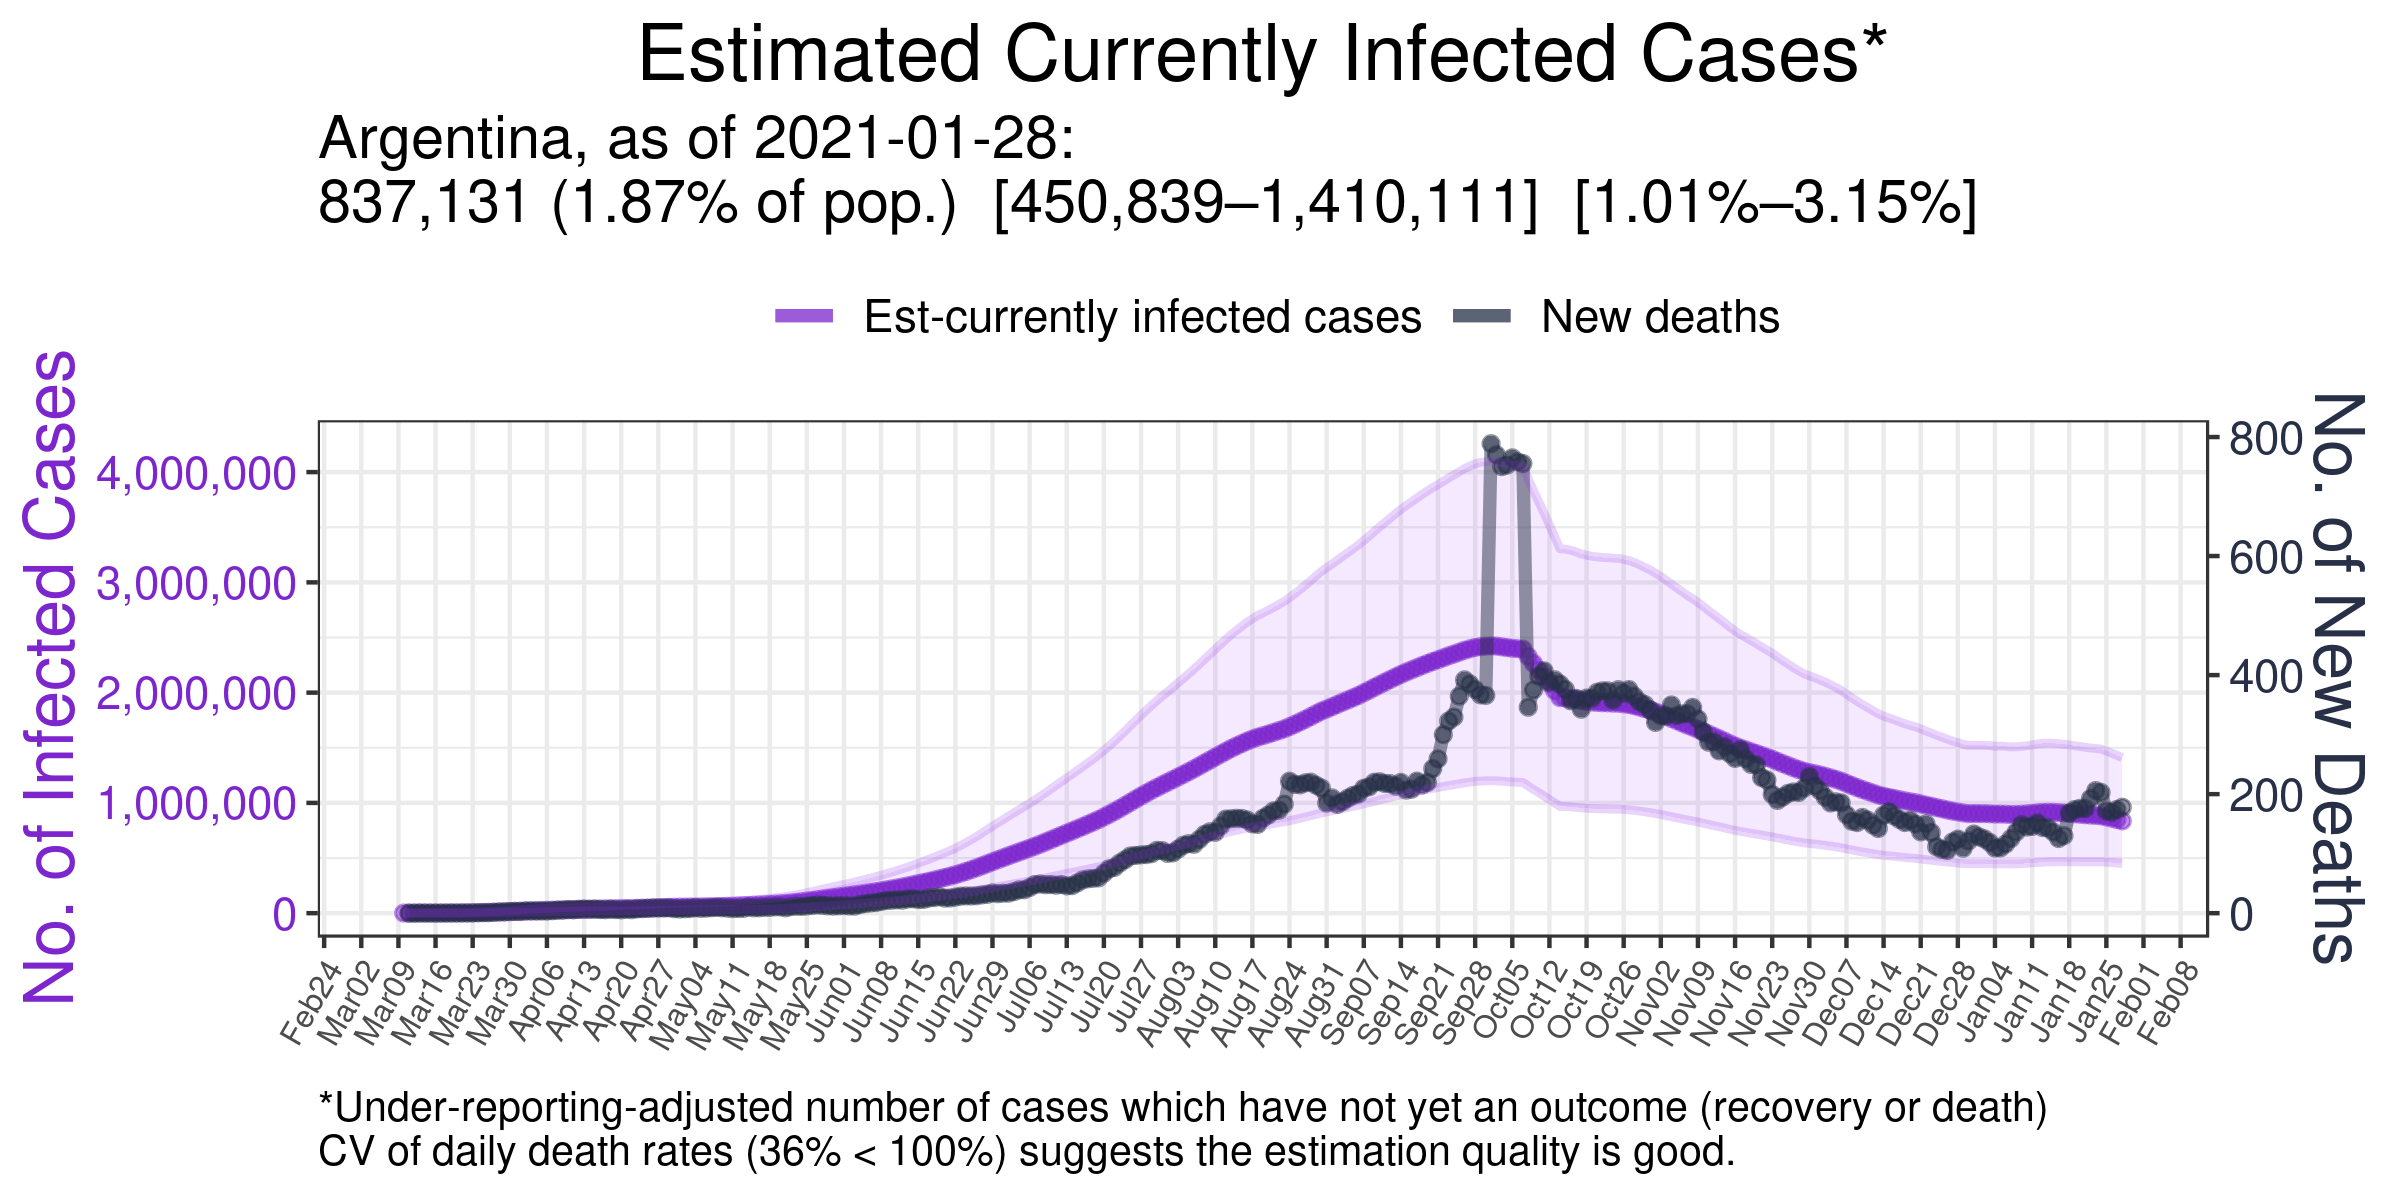 Estimated Currently Infected Cases*
Argentina, as of 2021-01-28:
837,131 (1.87% of pop.)  [450,839–1,410,111]  [1.01%–3.15%]
Est-currently infected cases
New deaths
No. of Infected Cases
4,000,000
3,000,000
2,000,000
1,000,000
0
800
600
400
200
0
No. of New Deaths
Feb24
Mar02
Mar09
Mar16
Mar23
Mar30
Apr06
Apr13
Apr20
Apr27
May04
May11
May18
May25
Jun01
Jun08
Jun15
Jun22
Jun29
Jul06
Jul13
Jul20
Jul27
Aug03
Aug10
Aug17
Aug24
Aug31
Sep07
Sep14
Sep21
Sep28
Oct05
Oct12
Oct19
Oct26
Nov02
Nov09
Nov16
Nov23
Nov30
Dec07
Dec14
Dec21
Dec28
Jan04
Jan11
Jan18
Jan25
Feb01
Feb08
*Under-reporting-adjusted number of cases which have not yet an outcome (recovery or death)
CV of daily death rates (36% < 100%) suggests the estimation quality is good.